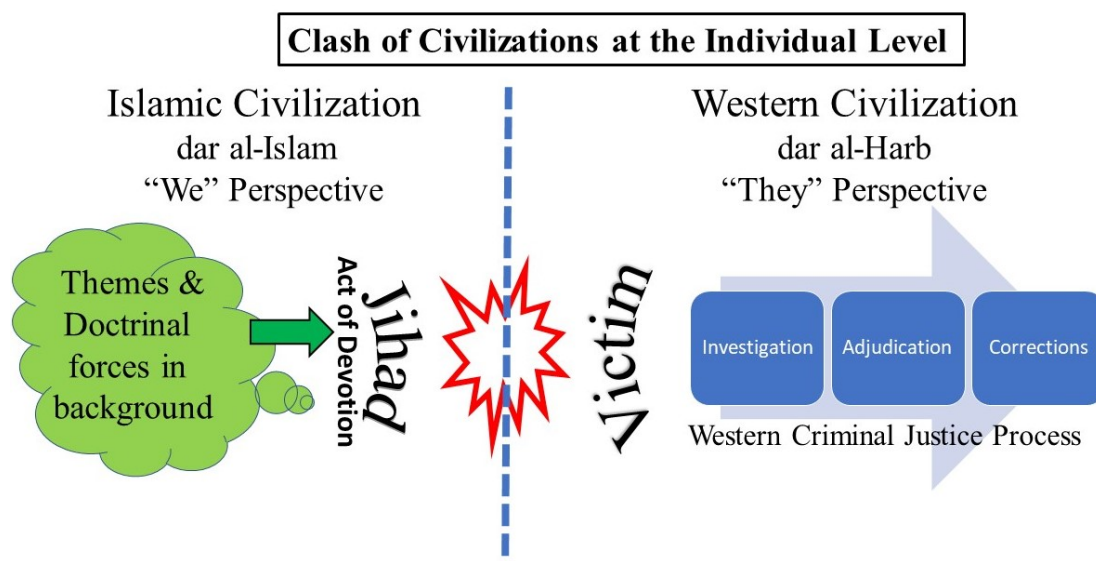 Clash of Civilizations at the Individual Level
Islamic Civilization
dar al-Islam
“We” Perspective
Western Civilization
dar al-Harb
“They” Perspective
Themes &
Doctrinal
forces in
background
Act of Devotion
Jihad
Victim
Investigation
Adjudication
Corrections
Western Criminal Justice Process